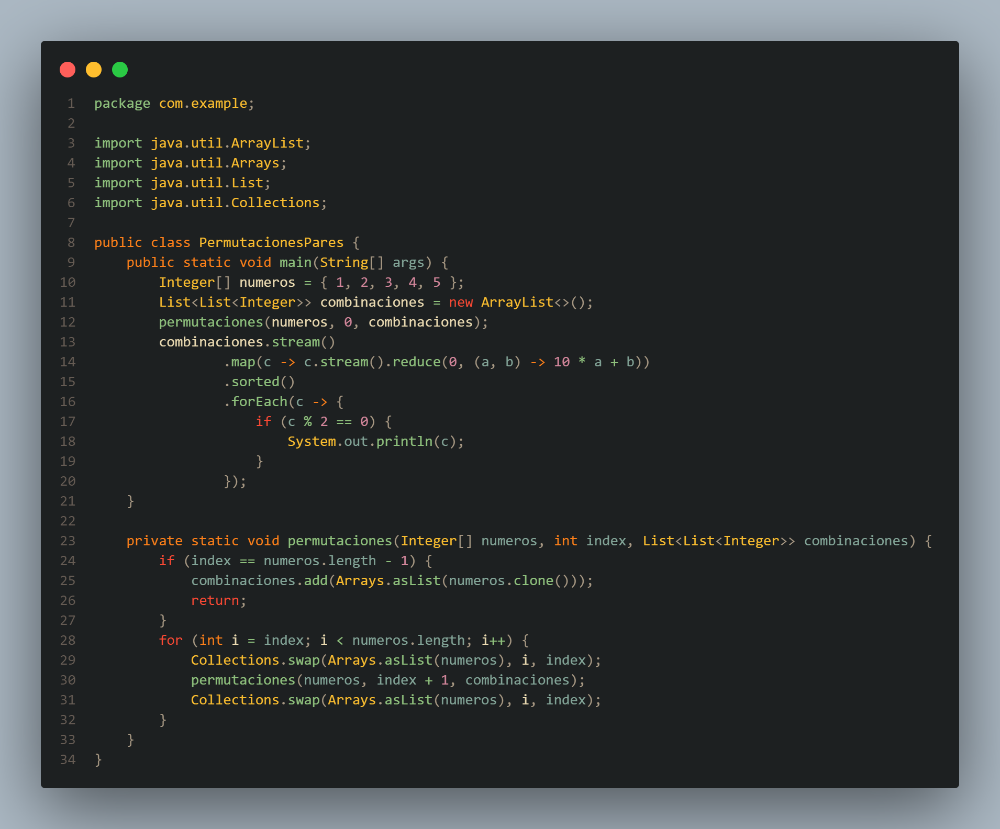 1 package com.example;
2
3 import java.util.ArrayList;
4 import java.util.Arrays;
5 import java.util.List;
6 import java.util.Collections;
7
8 public class PermutacionesPares {
9     public static void main(String[] args) {
10         Integer[] numeros = { 1, 2, 3, 4, 5 };
11         List<List<Integer>> combinaciones = new ArrayList<>();
12         permutaciones(numeros, 0, combinaciones);
13         combinaciones.stream()
14                 .map(c -> c.stream().reduce(0, (a, b) -> 10 * a + b))
15                 .sorted()
16                 .forEach(c -> {
17                     if (c % 2 == 0) {
18                         System.out.println(c);
19                     }
20                 });
21     }
22
23     private static void permutaciones(Integer[] numeros, int index, List<List<Integer>> combinaciones) {
24         if (index == numeros.length - 1) {
25             combinaciones.add(Arrays.asList(numeros.clone()));
26             return;
27         }
28         for (int i = index; i < numeros.length; i++) {
29             Collections.swap(Arrays.asList(numeros), i, index);
30             permutaciones(numeros, index + 1, combinaciones);
31             Collections.swap(Arrays.asList(numeros), i, index);
32         }
33     }
34 }